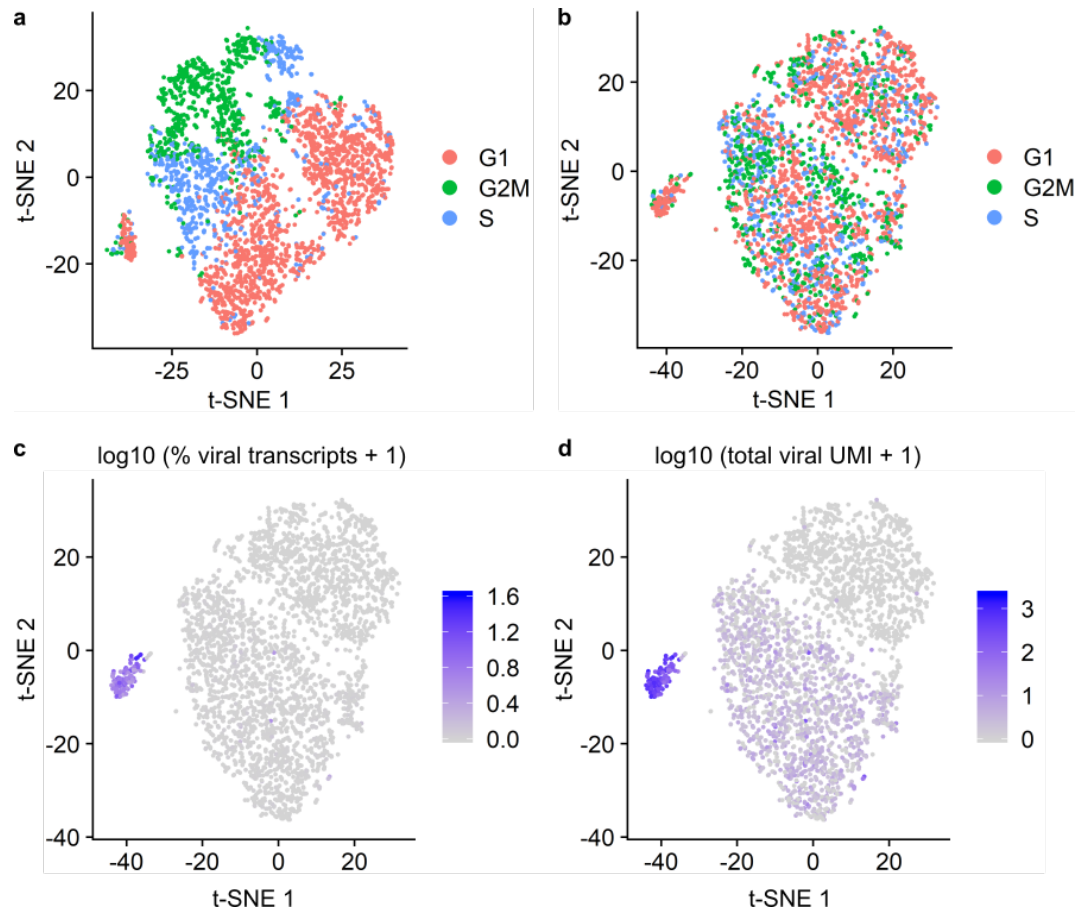 a
20
0
-20
-25 0 25
t-SNE 1
t-SNE 2
G1
G2M
S
b
20
0
-20
-40 -20 0 20
t-SNE 1
t-SNE 2
G1
G2M
S
c
log10 (% viral transcripts + 1)
20
0
-20
-40
-40 -20 0 20
t-SNE 1
t-SNE 2
1.6
1.2
0.8
0.4
0.0
d
log10 (total viral UMI + 1)
20
0
-20
-40
-40 -20 0 20
t-SNE 1
t-SNE 2
3
2
1
0